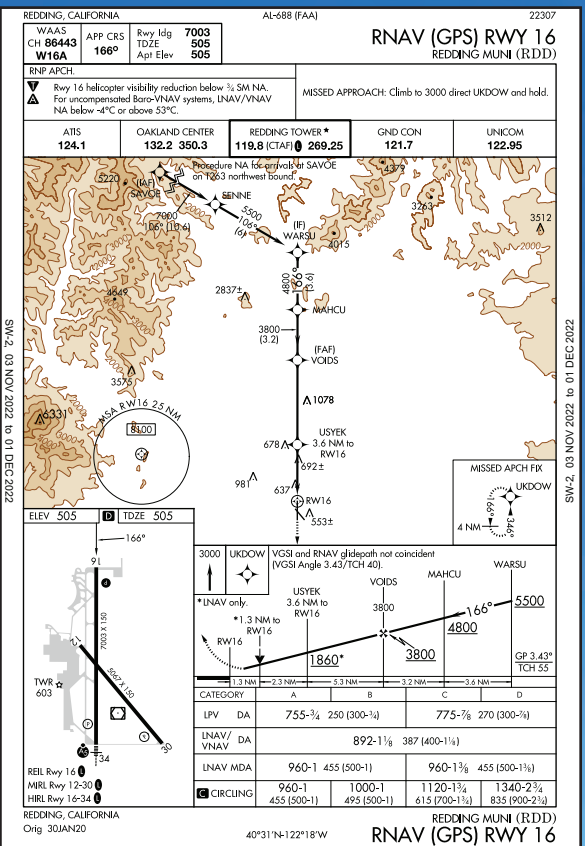 REDDING, CALIFORNIA
AL-688 (FAA)
22307
WAAS
CH 86443
W16A
APP CRS
166°
Rwy ldg 7003
TDZE 505
Apt Elev 505
RNAV (GPS) RWY 16
REDDING MUNI (RDD)
RNP APCH.
T
A
Rwy 16 helicopter visibility reduction below ¾ SM NA.
For uncompensated Baro-VNAV systems, LNAV/VNAV
NA below -4°C or above 53°C.
MISSED APPROACH: Climb to 3000 direct UKDOW and hold.
ATIS
124.1
OAKLAND CENTER
132.2 350.3
REDDING TOWER*
119.8 (CTAF) L 269.25
GND CON
121.7
UNICOM
122.95
Procedure NA for arrivals at SAVOE
on 1263 northwest bound.
5220
(IAF)
SAVOE
SENNE
4379
3263
3512
7000
106° (10.6)
5500
106°
(6)
(IF)
WARSU
4015
2000
4800
166°
(3.6)
2837±
4649
MAHCU
3800
(3.2)
(FAF)
VOIDS
3575
1078
6331
MSA RW16 25 NM
8100
678
USYEK
3.6 NM to
RW16
692±
981
637
RW16
553±
MISSED APCH FIX
UKDOW
166°
346°
4 NM
SW-2, 03 NOV 2022 to 01 DEC 2022
SW-2, 03 NOV 2022 to 01 DEC 2022
ELEV 505
D
TDZE 505
166°
16
P
7003 X 150
12
5067 X 150
TWR
603
30
34
A5
REIL Rwy 16 L
MIRL Rwy 12-30 L
HIRL Rwy 16-34 L
3000
UKDOW
VGSI and RNAV glidepath not coincident
(VGSI Angle 3.43/TCH 40).
*LNAV only.
*1.3 NM to
RW16
RW16
USYEK
3.6 NM to
RW16
VOIDS
MAHCU
WARSU
3800
166°
5500
4800
3800
1860*
GP 3.43°
TCH 55
1.3 NM
2.3 NM
5.3 NM
3.2 NM
3.6 NM
CATEGORY A B C D
LPV DA 755-¾ 250 (300-¾) 775-⅞ 270 (300-⅞)
LNAV/
VNAV DA 892-1⅛ 387 (400-1⅛)
LNAV MDA 960-1 455 (500-1) 960-1⅜ 455 (500-1⅜)
C CIRCLING
960-1
455 (500-1)
1000-1
495 (500-1)
1120-1¾
615 (700-1¾)
1340-2¾
835 (900-2¾)
REDDING, CALIFORNIA
Orig 30JAN20
40°31'N-122°18'W
REDDING MUNI (RDD)
RNAV (GPS) RWY 16